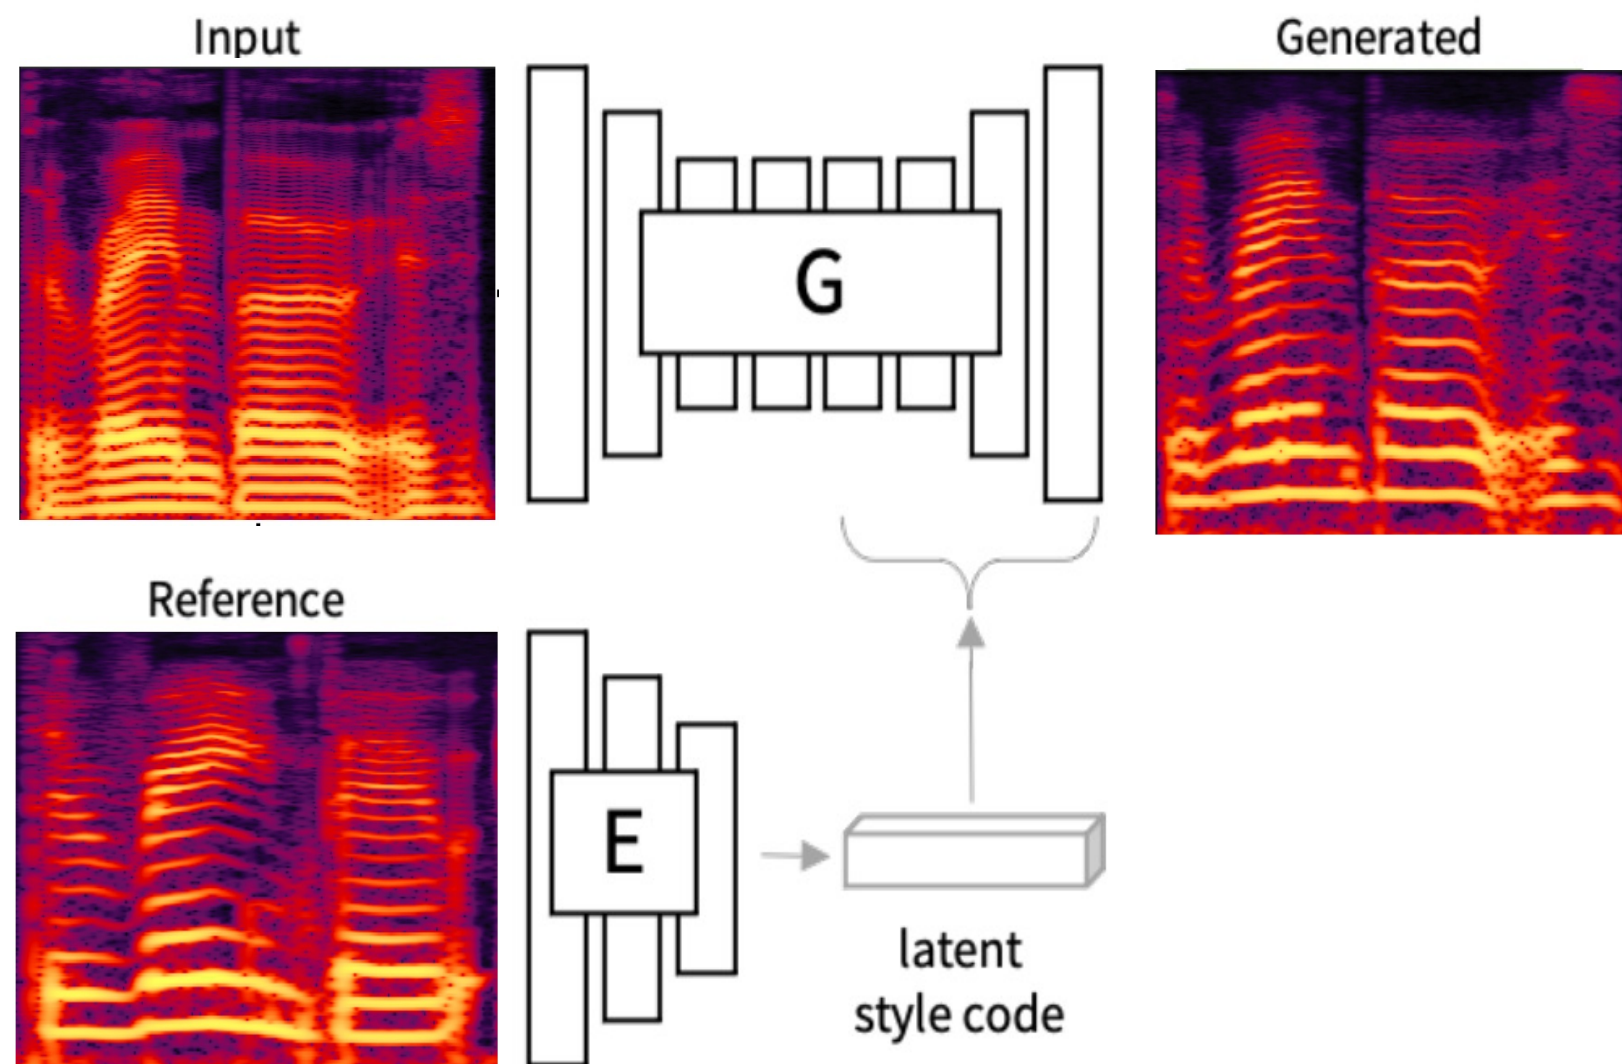 Input
Generated
G
Reference
E
latent
style code